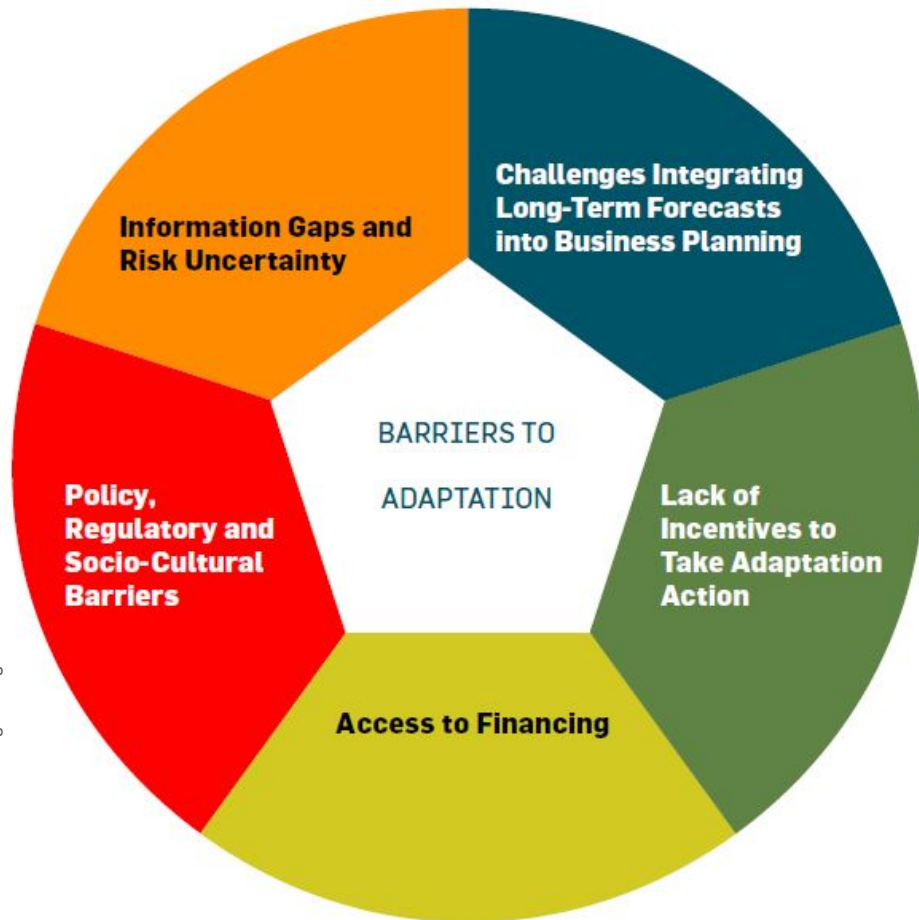 Challenges Integrating
Long-Term Forecasts
into Business Planning
Information Gaps and
Risk Uncertainty
BARRIERS TO
ADAPTATION
Policy,
Regulatory and
Socio-Cultural
Barriers
Lack of
Incentives to
Take Adaptation
Action
Access to Financing